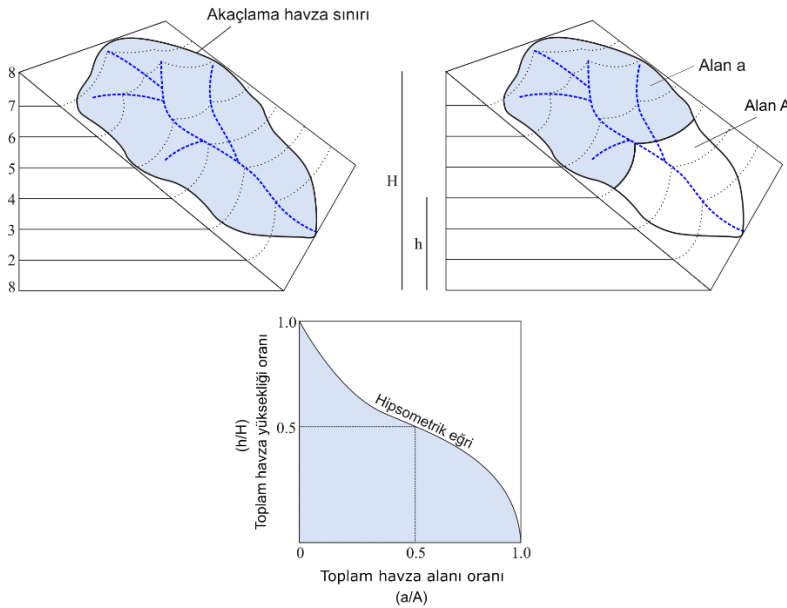 Akaçlama havza sınırı
8
7
6
5
4
3
2
8
H
h
Alan a
Alan A
1.0
0.5
0
0.5
1.0
Hipsometrik eğri
Toplam havza yüksekliği oranı
(h/H)
Toplam havza alanı oranı
(a/A)